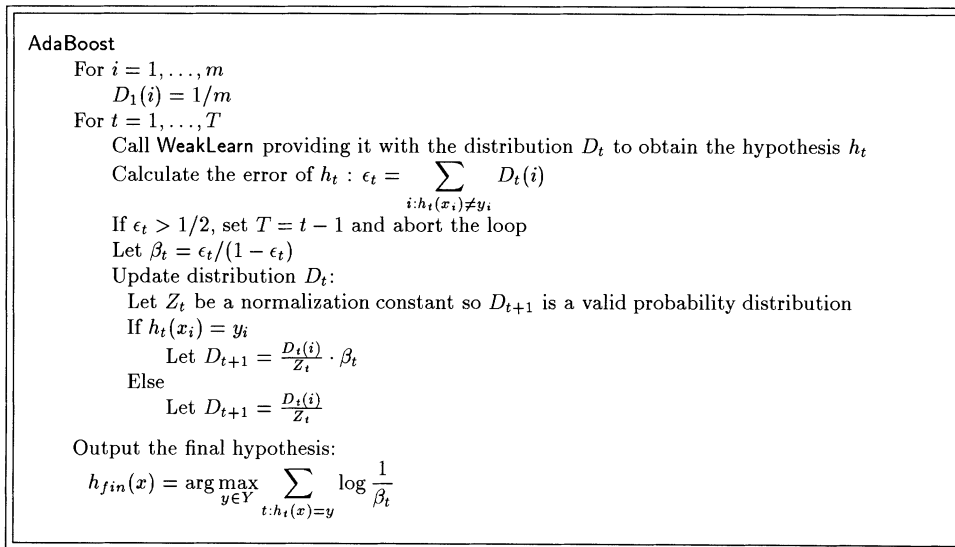 AdaBoost
For i = 1, . . . , m
D₁(i) = 1/m
For t = 1, . . . , T
Call WeakLearn providing it with the distribution Dₜ to obtain the hypothesis hₜ
Calculate the error of hₜ : ϵₜ = ∑_{i:hₜ(xᵢ)≠yᵢ} Dₜ(i)
If ϵₜ > 1/2, set T = t − 1 and abort the loop
Let βₜ = ϵₜ/(1 − ϵₜ)
Update distribution Dₜ:
Let Zₜ be a normalization constant so Dₜ₊₁ is a valid probability distribution
If hₜ(xᵢ) = yᵢ
Let Dₜ₊₁ = Dₜ(i)/Zₜ · βₜ
Else
Let Dₜ₊₁ = Dₜ(i)/Zₜ
Output the final hypothesis:
h_{fin}(x) = arg max_{y∈Y} ∑_{t:hₜ(x)=y} log 1/βₜ